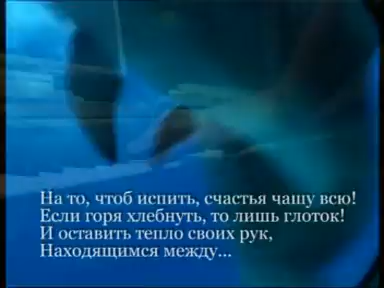 На то, чтоб испить, счастья чашу всю!
Если горя хлебнуть, то лишь глоток!
И оставить тепло своих рук,
Находящимся между...